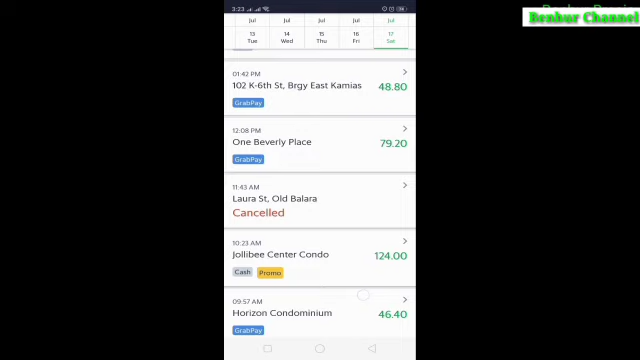 3:23
Benhur Channel
Jul Jul Jul Jul Jul
13 14 15 16 17
Tue Wed Thu Fri Sat
01:42 PM
102 K-6th St, Brgy East Kamias
48.80
GrabPay
12:08 PM
One Beverly Place
79.20
GrabPay
11:43 AM
Laura St, Old Balara
Cancelled
10:23 AM
Jollibee Center Condo
124.00
Cash Promo
09:57 AM
Horizon Condominium
46.40
GrabPay